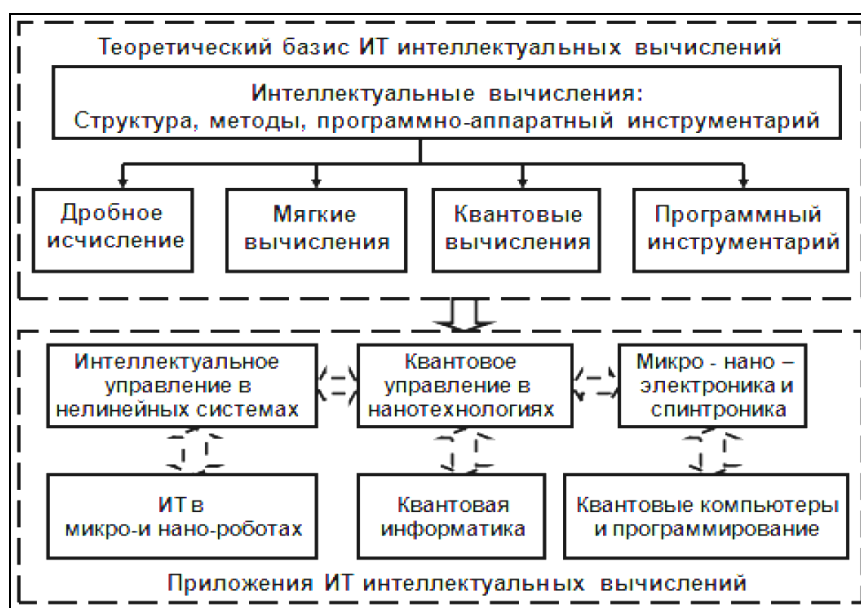 Теоретический базис ИТ интеллектуальных вычислений
Интеллектуальные вычисления:
Структура, методы, программно-аппаратный инструментарий
Дробное
исчисление
Мягкие
вычисления
Квантовые
вычисления
Программный
инструментарий
Интеллектуальное
управление в
нелинейных системах
Квантовое
управление в
нанотехнологиях
Микро - нано –
электроника и
спинтроника
ИТ в
микро-и нано-роботах
Квантовая
информатика
Квантовые компьютеры
и программирование
Приложения ИТ интеллектуальных вычислений